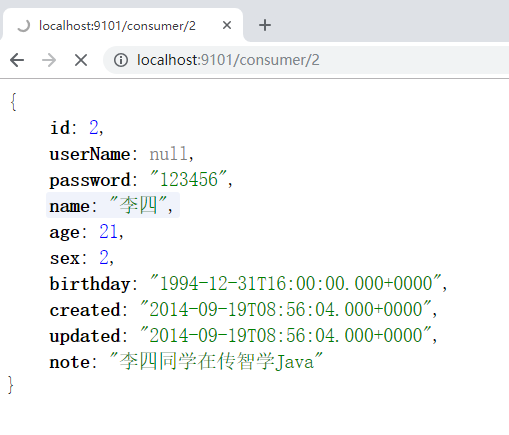 localhost:9101/consumer/2
localhost:9101/consumer/2
{
id: 2,
userName: null,
password: "123456",
name: "李四",
age: 21,
sex: 2,
birthday: "1994-12-31T16:00:00.000+0000",
created: "2014-09-19T08:56:04.000+0000",
updated: "2014-09-19T08:56:04.000+0000",
note: "李四同学在传智学Java"
}